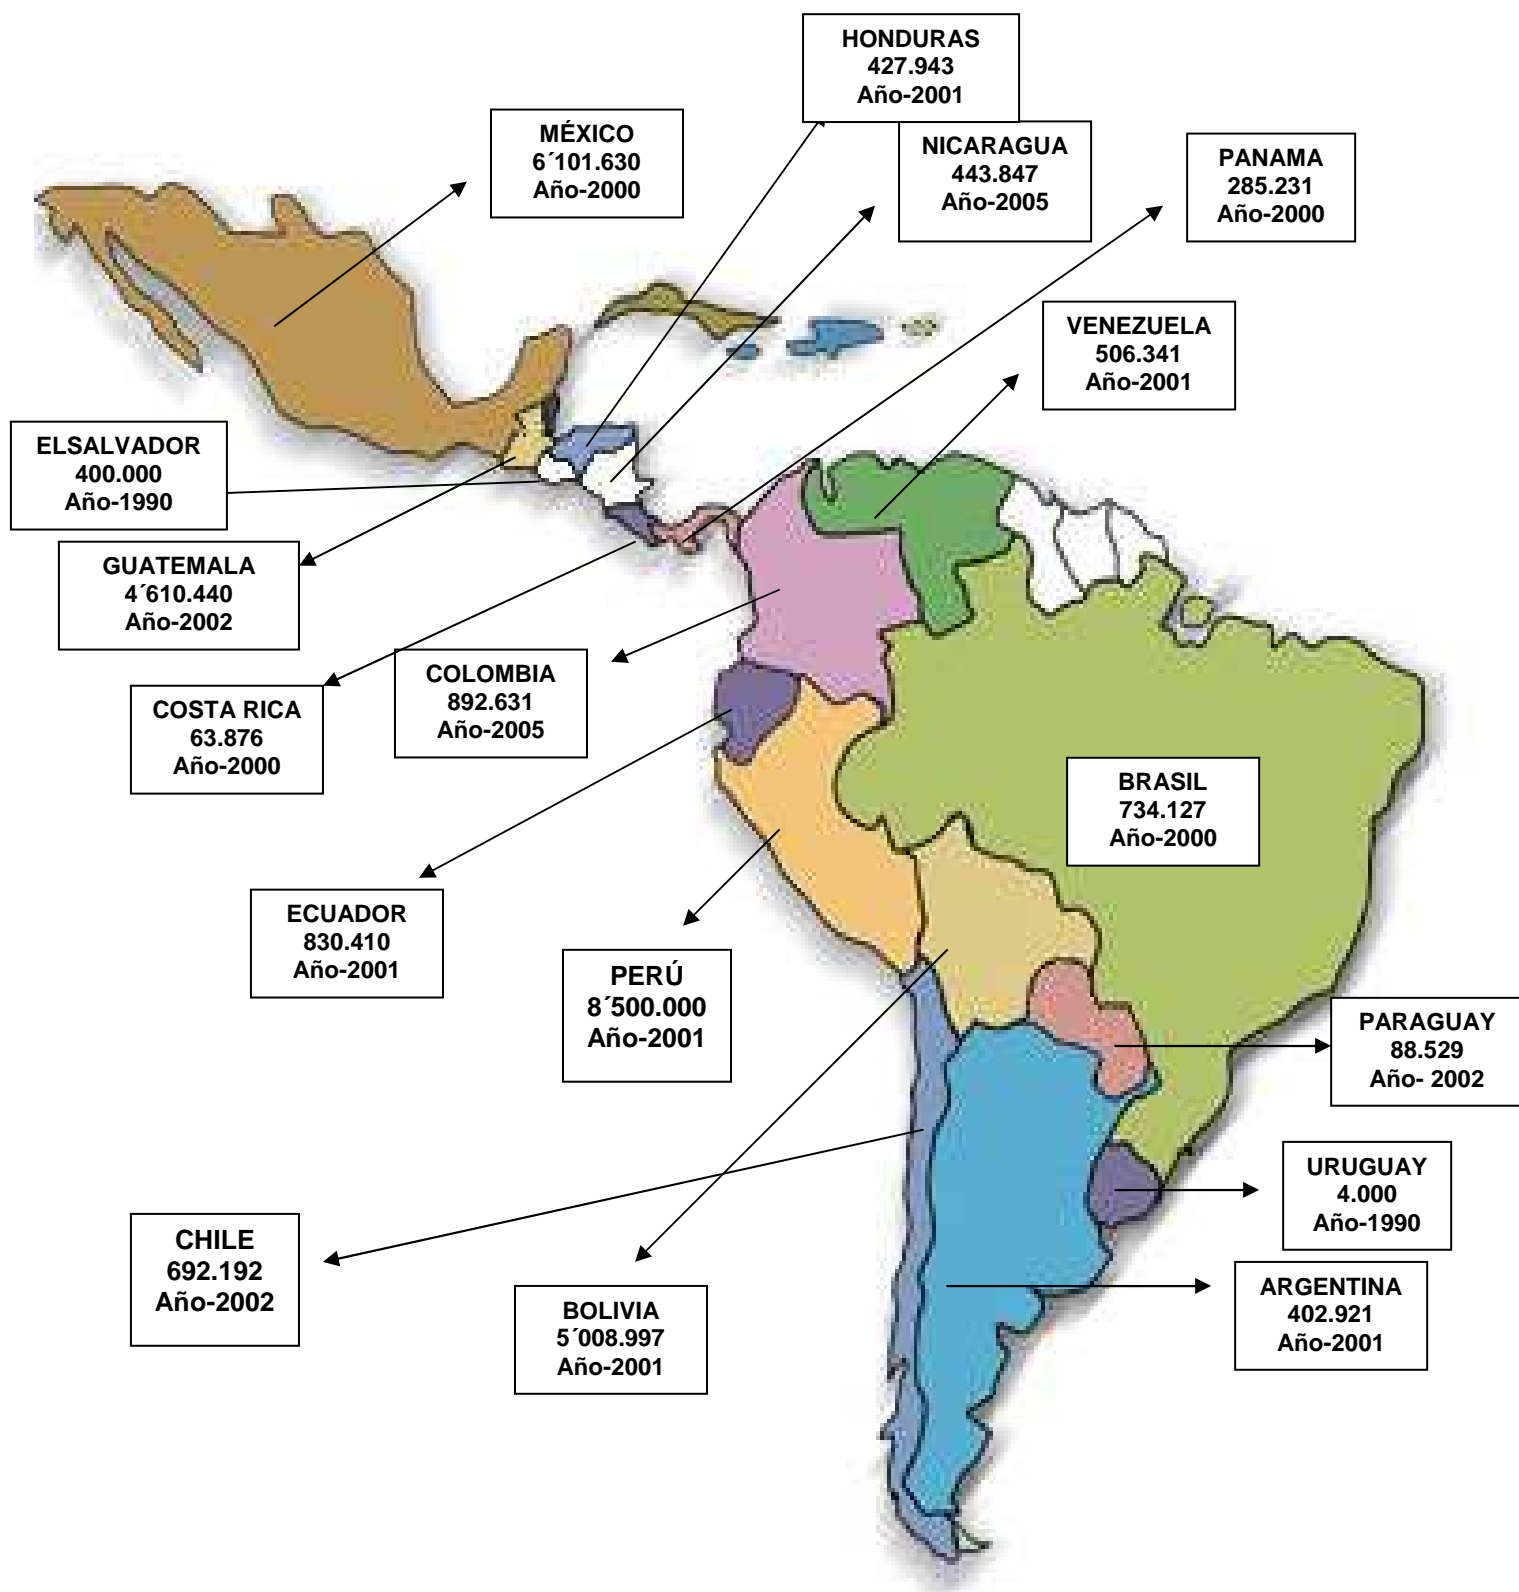 HONDURAS
427.943
Año-2001
MÉXICO
6´101.630
Año-2000
NICARAGUA
443.847
Año-2005
PANAMA
285.231
Año-2000
VENEZUELA
506.341
Año-2001
ELSALVADOR
400.000
Año-1990
GUATEMALA
4´610.440
Año-2002
COLOMBIA
892.631
Año-2005
COSTA RICA
63.876
Año-2000
BRASIL
734.127
Año-2000
ECUADOR
830.410
Año-2001
PERÚ
8´500.000
Año-2001
PARAGUAY
88.529
Año- 2002
URUGUAY
4.000
Año-1990
CHILE
692.192
Año-2002
ARGENTINA
402.921
Año-2001
BOLIVIA
5´008.997
Año-2001